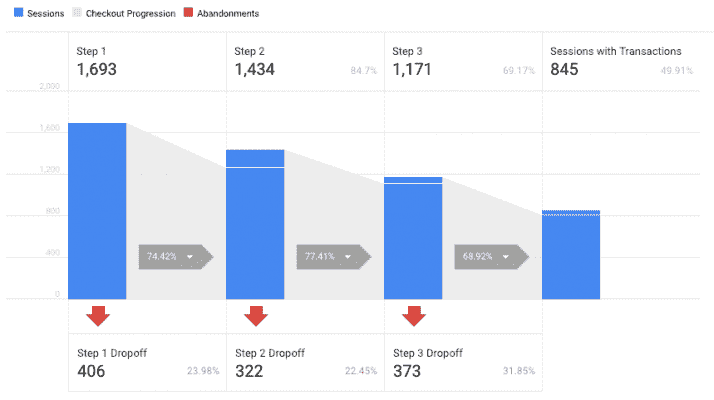 Sessions Checkout Progression Abandonments
Step 1 Step 2 Step 3 Sessions with Transactions
1,693 1,434 84.7% 1,171 69.17% 845 49.91%
2,000
1,600
1,200
800
400
74.42% 77.41% 68.92%
0
Step 1 Dropoff Step 2 Dropoff Step 3 Dropoff
406 23.98% 322 22.45% 373 31.85%